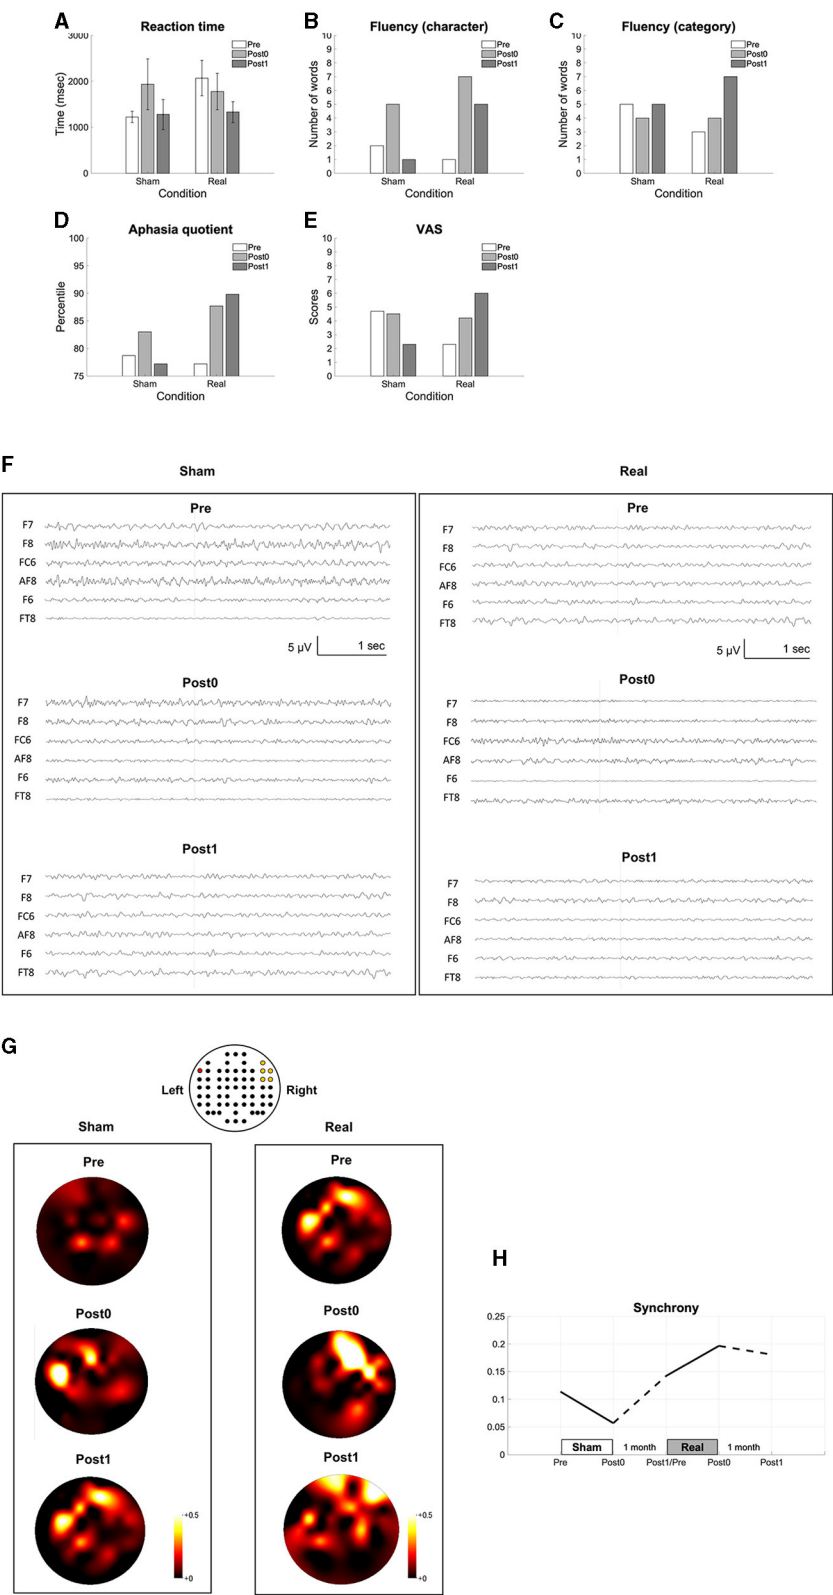 A
Reaction time
3000
2000
1000
0
Time (msec)
Pre
Post0
Post1
Sham
Real
Condition
B
Fluency (character)
10
9
8
7
6
5
4
3
2
1
0
Number of words
Pre
Post0
Post1
Sham
Real
Condition
C
Fluency (category)
10
9
8
7
6
5
4
3
2
1
0
Number of words
Pre
Post0
Post1
Sham
Real
Condition
D
Aphasia quotient
100
95
90
85
80
75
Percentile
Pre
Post0
Post1
Sham
Real
Condition
E
VAS
10
9
8
7
6
5
4
3
2
1
0
Scores
Pre
Post0
Post1
Sham
Real
Condition
F
Sham
Pre
F7
F8
FC6
AF8
F6
FT8
5 µV
1 sec
Post0
F7
F8
FC6
AF8
F6
FT8
Post1
F7
F8
FC6
AF8
F6
FT8
Real
Pre
F7
F8
FC6
AF8
F6
FT8
5 µV
1 sec
Post0
F7
F8
FC6
AF8
F6
FT8
Post1
F7
F8
FC6
AF8
F6
FT8
G
Left
Right
Sham
Pre
Post0
Post1
+0.5
+0
Real
Pre
Post0
Post1
+0.5
+0
H
Synchrony
0.25
0.2
0.15
0.1
0.05
0
Sham
1 month
Real
1 month
Pre
Post0
Post1/Pre
Post0
Post1